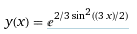 y(x) = e^{2/3 sin^2((3 x)/2)}